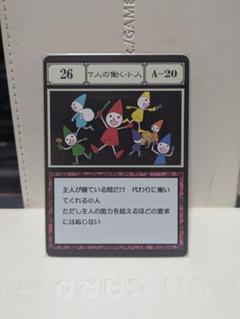 26
7人の働く小人
A-20
主人が寝ている間だけ　代わりに働い
てくれる小人
ただし主人の能力を超えるほどの要求
には応じない